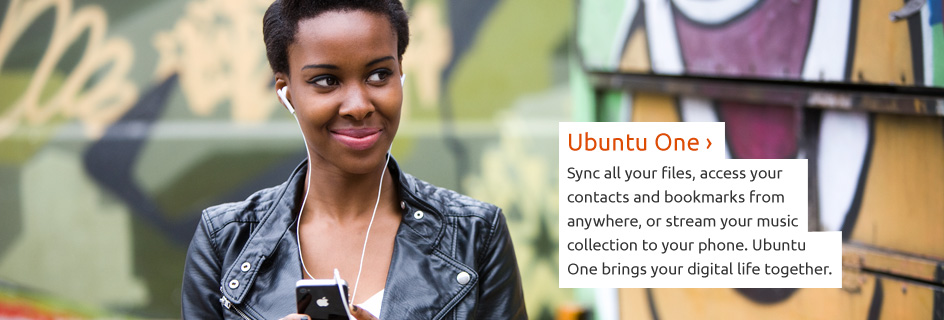 Ubuntu One ›
Sync all your files, access your
contacts and bookmarks from
anywhere, or stream your music
collection to your phone. Ubuntu
One brings your digital life together.